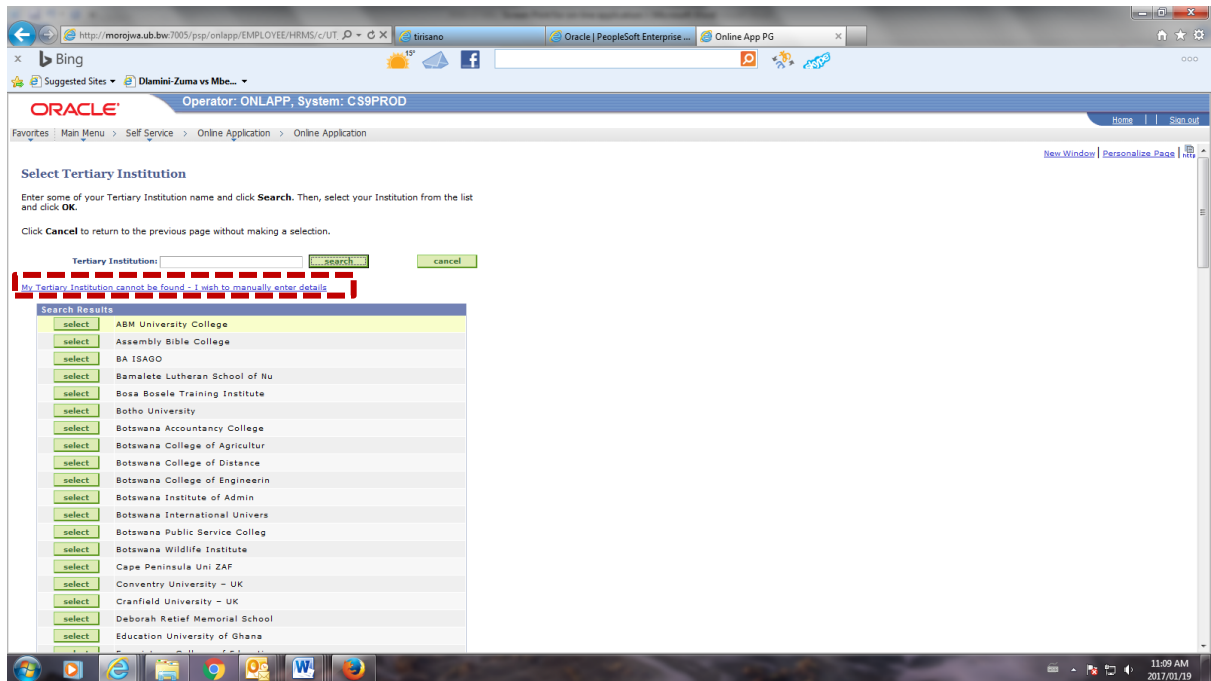 http://morojwa.ub.bw:7005/psp/onlapp/EMPLOYEE/HRMS/c/UT
tirisano
Oracle | PeopleSoft Enterprise ...
Online App PG
Bing
15°
Suggested Sites
Dlamini-Zuma vs Mbe...
ORACLE
Operator: ONLAPP, System: CS9PROD
Home | | Sign out
Favorites Main Menu > Self Service > Online Application > Online Application
New Window | Personalize Page | http
Select Tertiary Institution
Enter some of your Tertiary Institution name and click Search. Then, select your Institution from the list
and click OK.
Click Cancel to return to the previous page without making a selection.
Tertiary Institution: search cancel
My Tertiary Institution cannot be found - I wish to manually enter details
Search Results
select ABM University College
select Assembly Bible College
select BA ISAGO
select Bamalete Lutheran School of Nu
select Bosa Bosele Training Institute
select Botho University
select Botswana Accountancy College
select Botswana College of Agricultur
select Botswana College of Distance
select Botswana College of Engineerin
select Botswana Institute of Admin
select Botswana International Univers
select Botswana Public Service Colleg
select Botswana Wildlife Institute
select Cape Peninsula Uni ZAF
select Conventry University – UK
select Cranfield University – UK
select Deborah Retief Memorial School
select Education University of Ghana
11:09 AM
2017/01/19